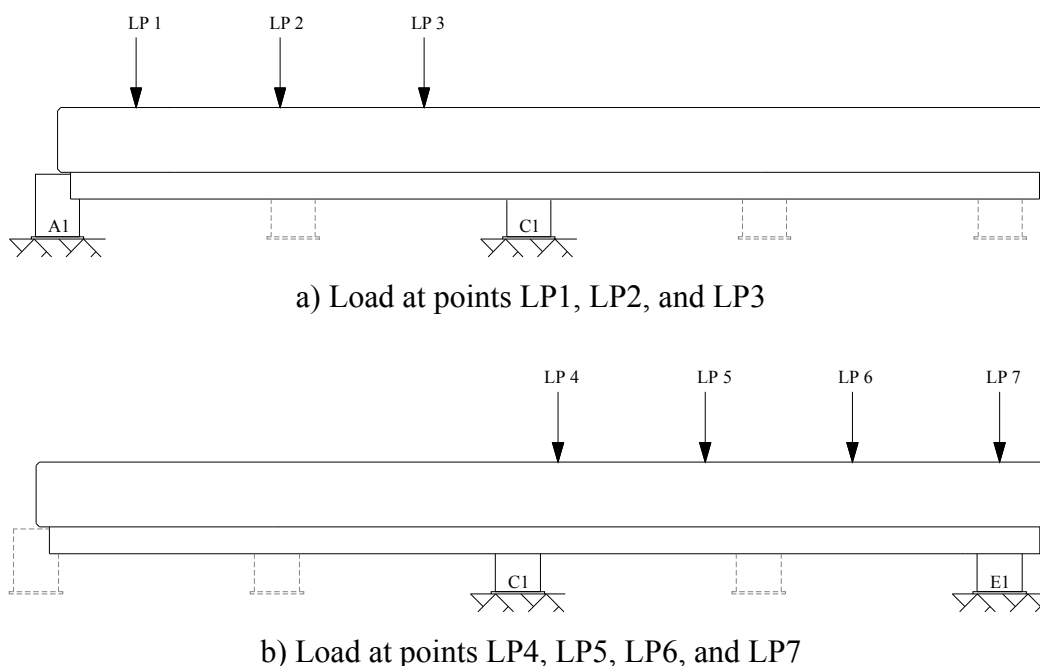 LP 1 LP 2 LP 3
A1 C1
a) Load at points LP1, LP2, and LP3
LP 4 LP 5 LP 6 LP 7
C1 E1
b) Load at points LP4, LP5, LP6, and LP7